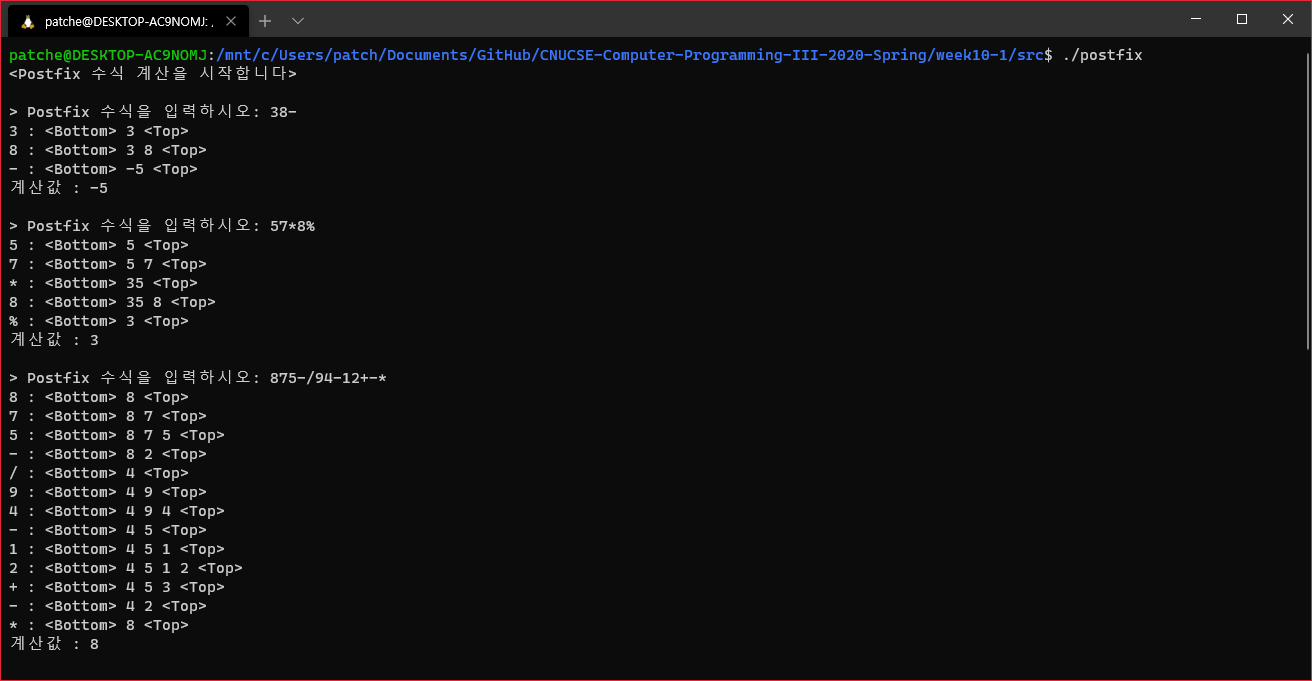 patche@DESKTOP-AC9NOMJ: .
patche@DESKTOP-AC9NOMJ:/mnt/c/Users/patch/Documents/GitHub/CNUCSE-Computer-Programming-III-2020-Spring/week10-1/src$ ./postfix
<Postfix 수식 계산을 시작합니다>
> Postfix 수식을 입력하시오: 38-
3 : <Bottom> 3 <Top>
8 : <Bottom> 3 8 <Top>
- : <Bottom> -5 <Top>
계산값 : -5
> Postfix 수식을 입력하시오: 57*8%
5 : <Bottom> 5 <Top>
7 : <Bottom> 5 7 <Top>
* : <Bottom> 35 <Top>
8 : <Bottom> 35 8 <Top>
% : <Bottom> 3 <Top>
계산값 : 3
> Postfix 수식을 입력하시오: 875-/94-12+-*
8 : <Bottom> 8 <Top>
7 : <Bottom> 8 7 <Top>
5 : <Bottom> 8 7 5 <Top>
- : <Bottom> 8 2 <Top>
/ : <Bottom> 4 <Top>
9 : <Bottom> 4 9 <Top>
4 : <Bottom> 4 9 4 <Top>
- : <Bottom> 4 5 <Top>
1 : <Bottom> 4 5 1 <Top>
2 : <Bottom> 4 5 1 2 <Top>
+ : <Bottom> 4 5 3 <Top>
- : <Bottom> 4 2 <Top>
* : <Bottom> 8 <Top>
계산값 : 8